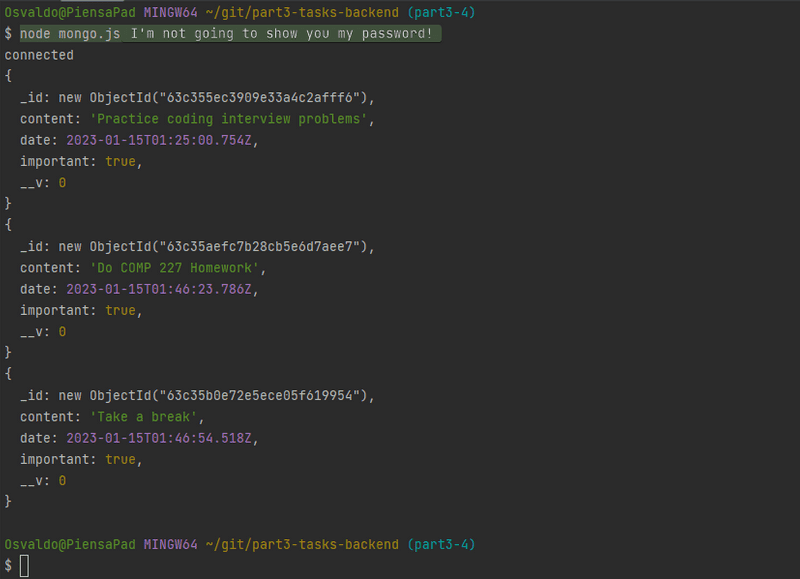 Osvaldo@PiensaPad MINGW64 ~/git/part3-tasks-backend (part3-4)
$ node mongo.js I'm not going to show you my password!
connected
{
  _id: new ObjectId("63c355ec3909e33a4c2afff6"),
  content: 'Practice coding interview problems',
  date: 2023-01-15T01:25:00.754Z,
  important: true,
  __v: 0
}
{
  _id: new ObjectId("63c35aefc7b28cb5e6d7aee7"),
  content: 'Do COMP 227 Homework',
  date: 2023-01-15T01:46:23.786Z,
  important: true,
  __v: 0
}
{
  _id: new ObjectId("63c35b0e72e5ece05f619954"),
  content: 'Take a break',
  date: 2023-01-15T01:46:54.518Z,
  important: true,
  __v: 0
}
Osvaldo@PiensaPad MINGW64 ~/git/part3-tasks-backend (part3-4)
$